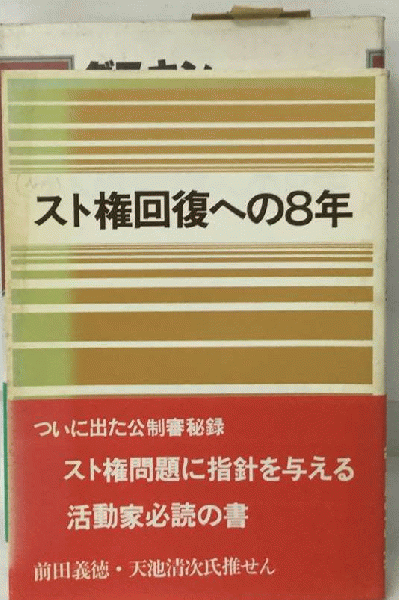 スト権回復への8年
ついに出た公制審秘録
スト権問題に指針を与える
活動家必読の書
前田義徳・天池清次氏推せん